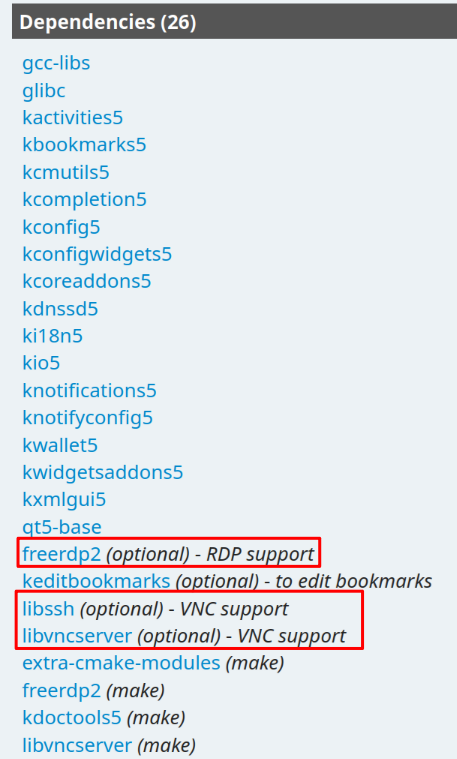 Dependencies (26)
gcc-libs
glibc
kactivities5
kbookmarks5
kcmutils5
kcompletion5
kconfig5
kconfigwidgets5
kcoreaddons5
kdnssd5
ki18n5
kio5
knotifications5
knotifyconfig5
kwallet5
kwidgetsaddons5
kxmlgui5
qt5-base
freerdp2 (optional) - RDP support
keditbookmarks (optional) - to edit bookmarks
libssh (optional) - VNC support
libvncserver (optional) - VNC support
extra-cmake-modules (make)
freerdp2 (make)
kdoctools5 (make)
libvncserver (make)